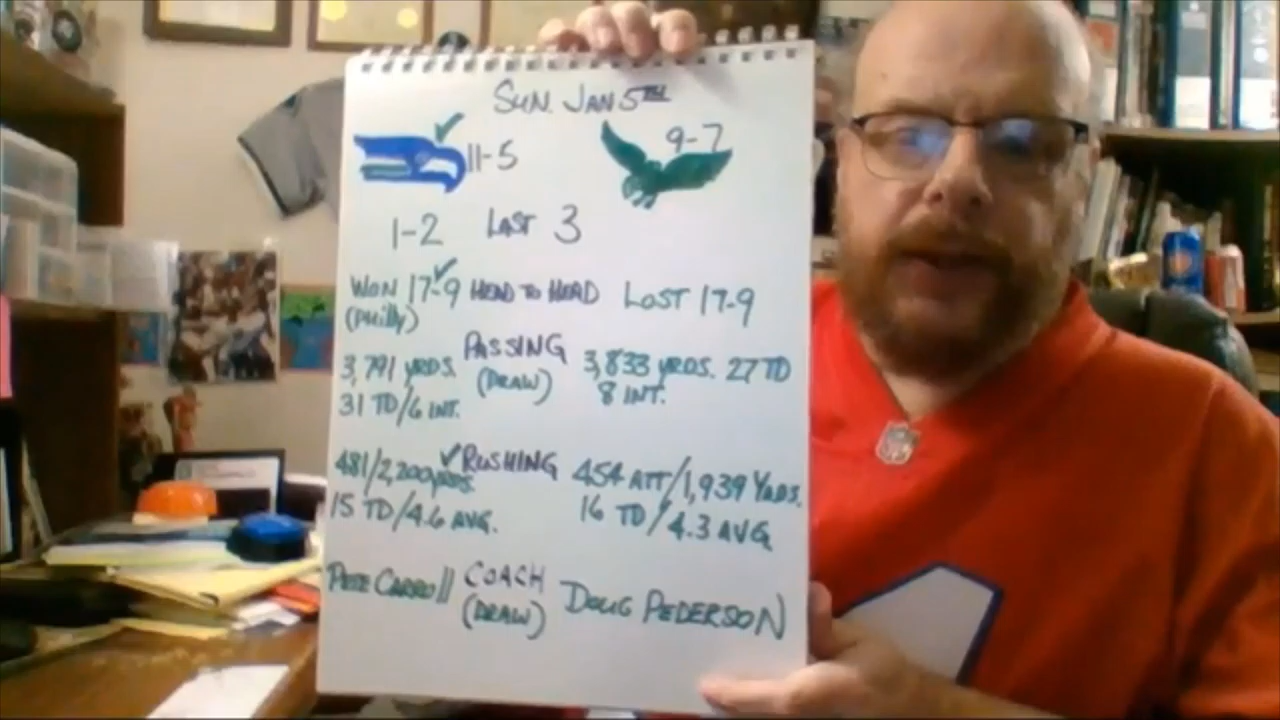 SUN. JAN 5TH
11-5
9-7
1-2 LAST 3
WON 17-9 HEAD TO HEAD LOST 17-9
(PHILLY)
PASSING
(DRAW)
3,791 YRDS.
31 TD/6 INT.
3,833 YRDS. 27 TD
8 INT.
481/2,200 YRDS.
15 TD/4.6 AVG.
RUSHING
454 ATT/1,939 YRDS.
16 TD/4.3 AVG.
PETE CARROll
COACH
(DRAW)
DOUG PEDERSON
NFL